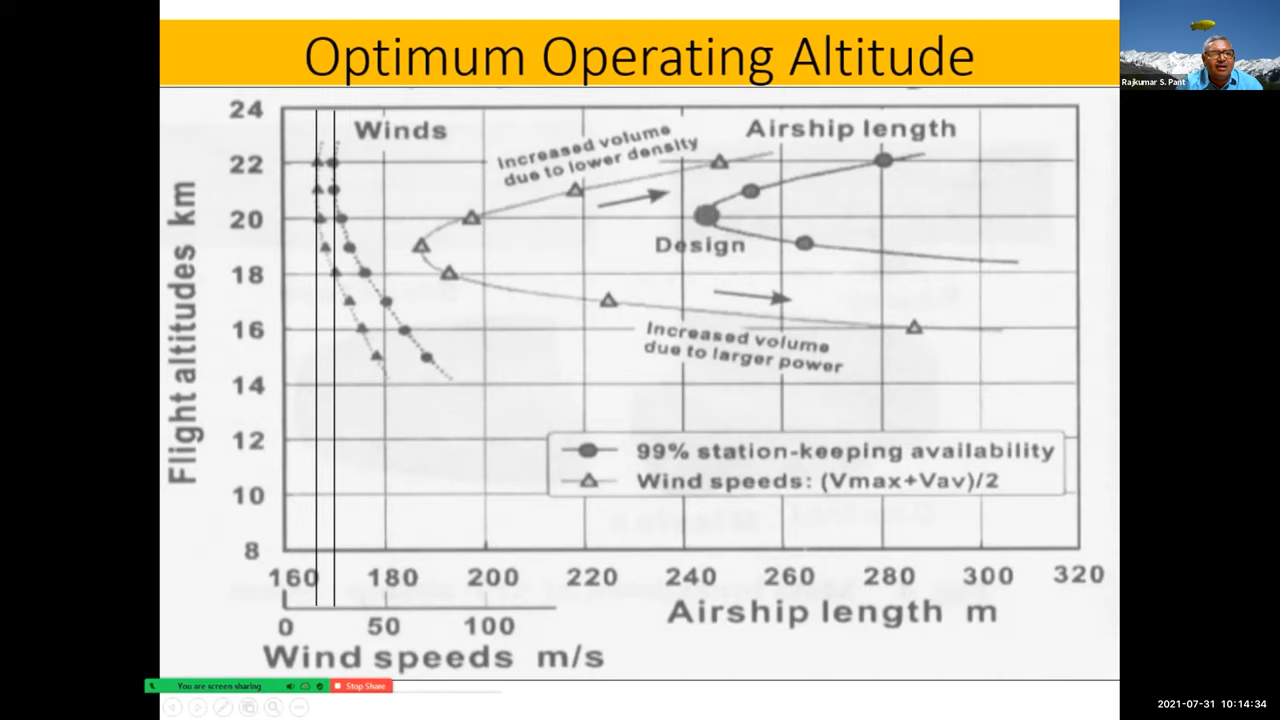 Optimum Operating Altitude
Rajkumar S. Pant
24
22
20
18
16
14
12
10
8
Flight altitudes km
Winds
Increased volume
due to lower density
Airship length
Design
Increased volume
due to larger power
99% station-keeping availability
Wind speeds: (Vmax+Vav)/2
160 180 200 220 240 260 280 300 320
Airship length m
0 50 100
Wind speeds m/s
You are screen sharing
Stop Share
2021-07-31 10:14:34